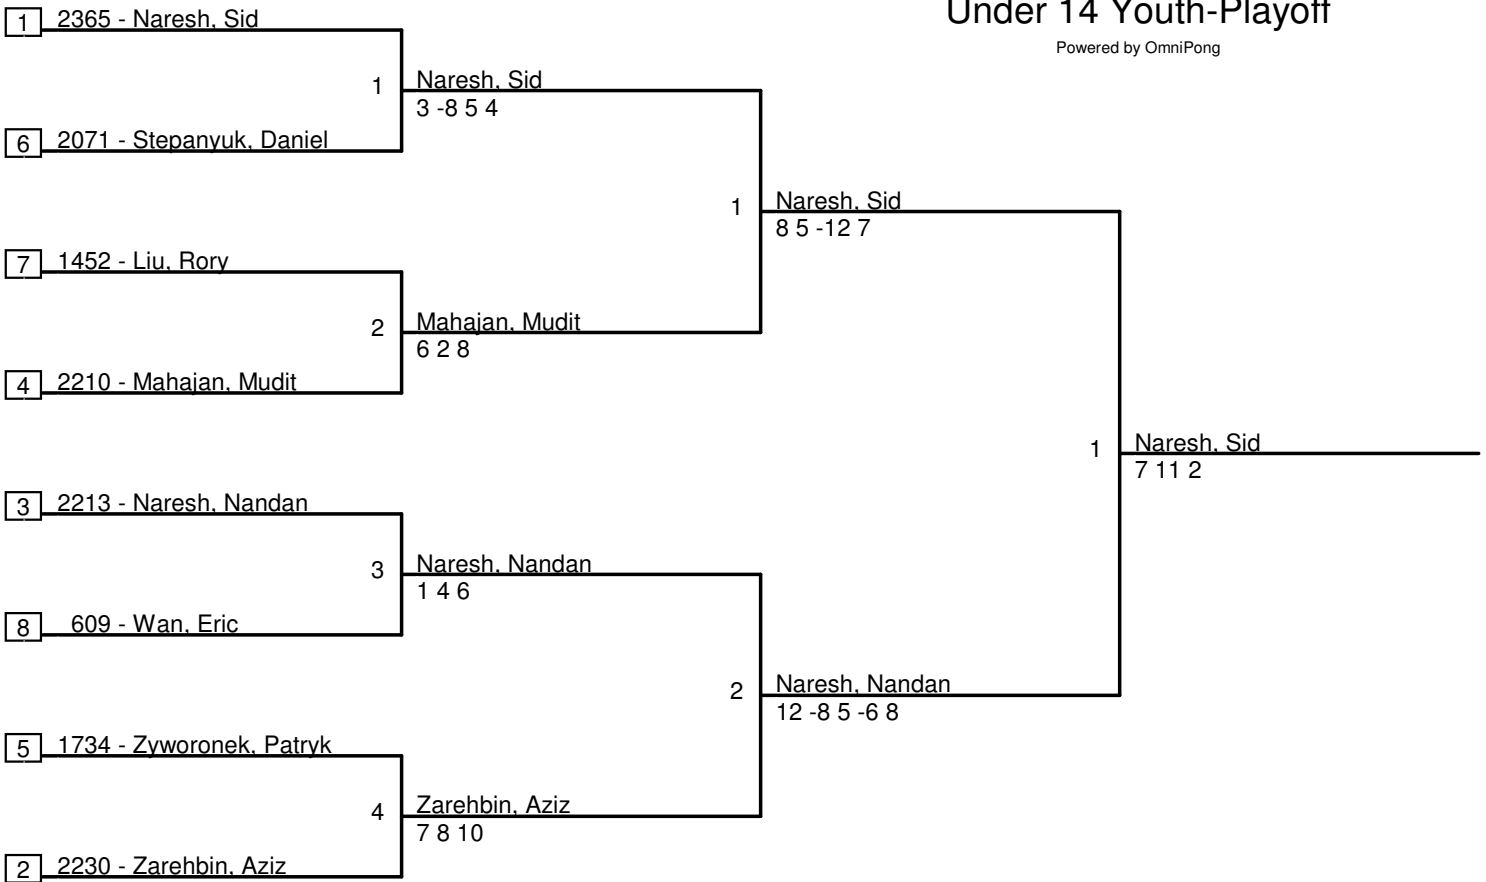 Under 14 Youth-Playoff
Powered by OmniPong
1 2365 - Naresh, Sid
1 Naresh, Sid
3 -8 5 4
6 2071 - Stepanyuk, Daniel
1 Naresh, Sid
8 5 -12 7
7 1452 - Liu, Rory
2 Mahajan, Mudit
6 2 8
4 2210 - Mahajan, Mudit
1 Naresh, Sid
7 11 2
3 2213 - Naresh, Nandan
3 Naresh, Nandan
1 4 6
8 609 - Wan, Eric
2 Naresh, Nandan
12 -8 5 -6 8
5 1734 - Zyworonek, Patryk
4 Zarehbin, Aziz
7 8 10
2 2230 - Zarehbin, Aziz